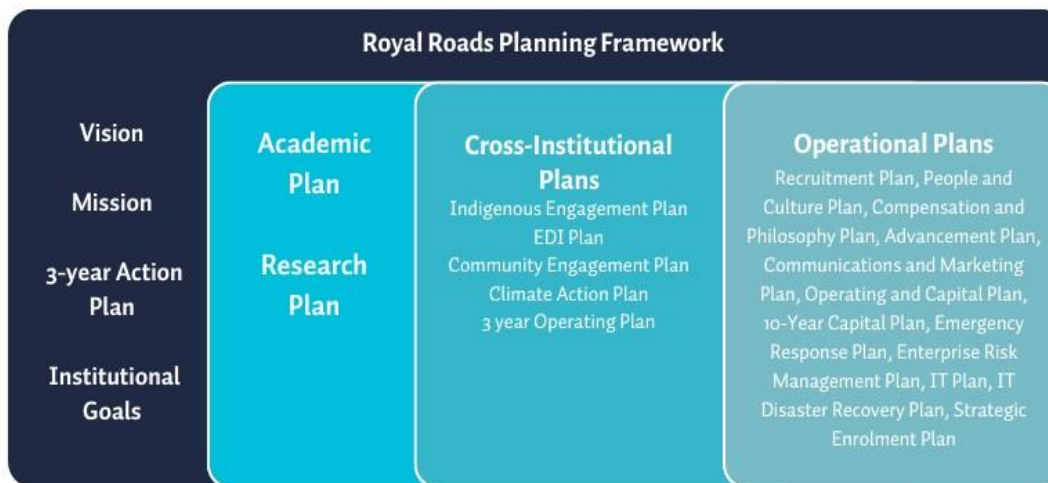 Royal Roads Planning Framework
Vision
Mission
3-year Action
Plan
Institutional
Goals
Academic
Plan
Research
Plan
Cross-Institutional
Plans
Indigenous Engagement Plan
EDI Plan
Community Engagement Plan
Climate Action Plan
3 year Operating Plan
Operational Plans
Recruitment Plan, People and
Culture Plan, Compensation and
Philosophy Plan, Advancement Plan,
Communications and Marketing
Plan, Operating and Capital Plan,
10-Year Capital Plan, Emergency
Response Plan, Enterprise Risk
Management Plan, IT Plan, IT
Disaster Recovery Plan, Strategic
Enrolment Plan